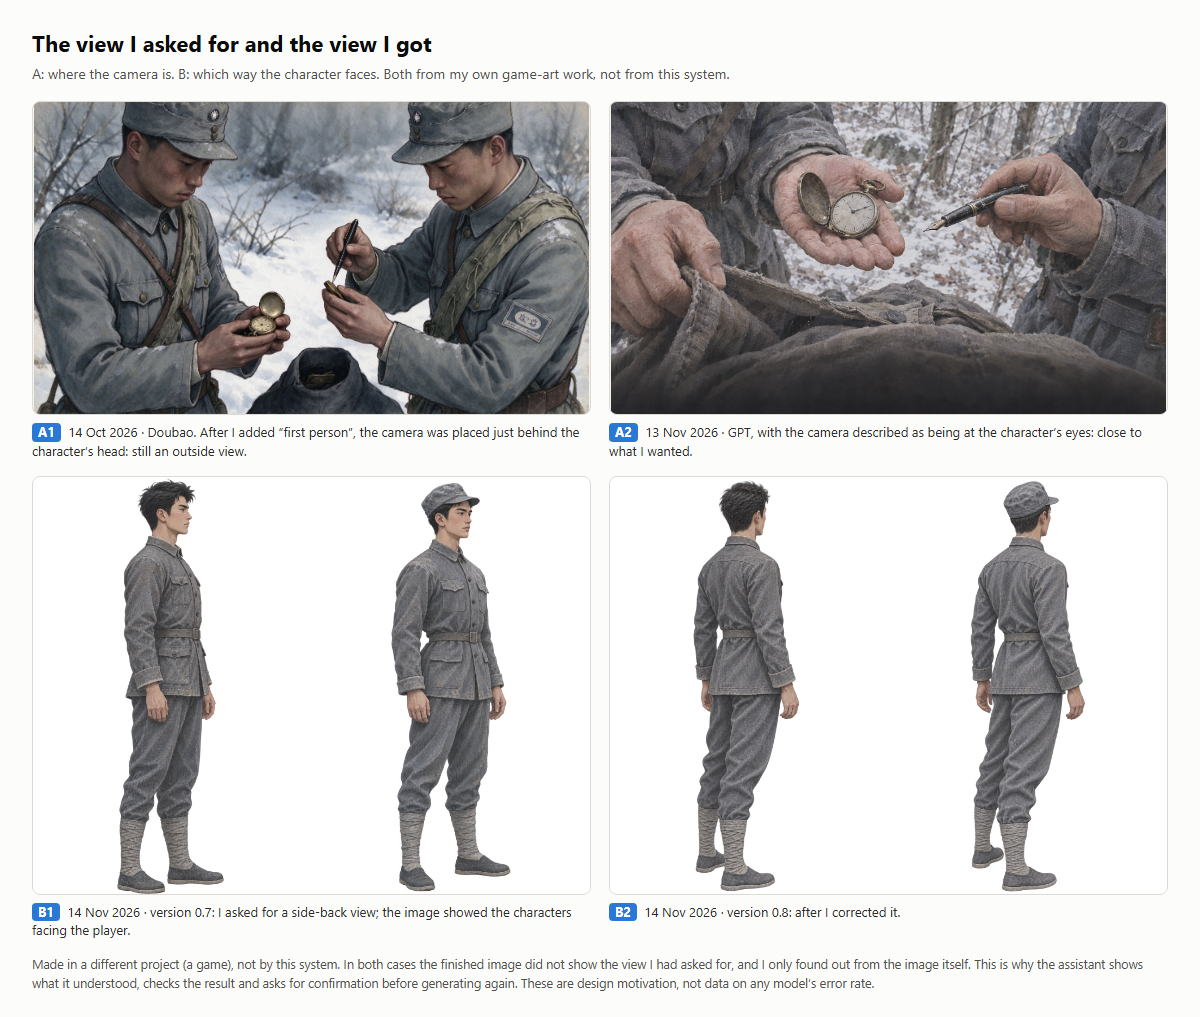 The view I asked for and the view I got
A: where the camera is. B: which way the character faces. Both from my own game-art work, not from this system.
A1 14 Oct 2026 · Doubao. After I added “first person”, the camera was placed just behind the
character's head: still an outside view.
A2 13 Nov 2026 · GPT, with the camera described as being at the character's eyes: close to
what I wanted.
B1 14 Nov 2026 · version 0.7: I asked for a side-back view; the image showed the characters
facing the player.
B2 14 Nov 2026 · version 0.8: after I corrected it.
Made in a different project (a game), not by this system. In both cases the finished image did not show the view I had asked for, and I only found out from the image itself. This is why the assistant shows
what it understood, checks the result and asks for confirmation before generating again. These are design motivation, not data on any model's error rate.